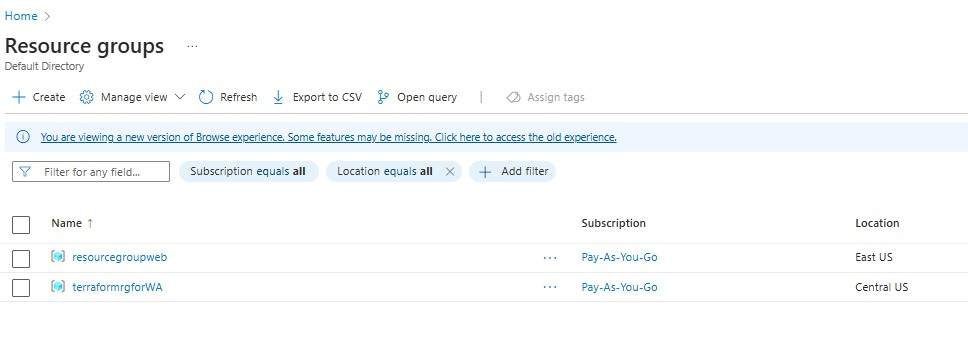 Home
Resource groups ...
Default Directory
Create Manage view Refresh Export to CSV Open query | Assign tags
You are viewing a new version of Browse experience. Some features may be missing. Click here to access the old experience.
Filter for any field... Subscription equals all Location equals all Add filter
Name ↑ Subscription Location
resourcegroupweb ... Pay-As-You-Go East US
terraformrgforWA ... Pay-As-You-Go Central US